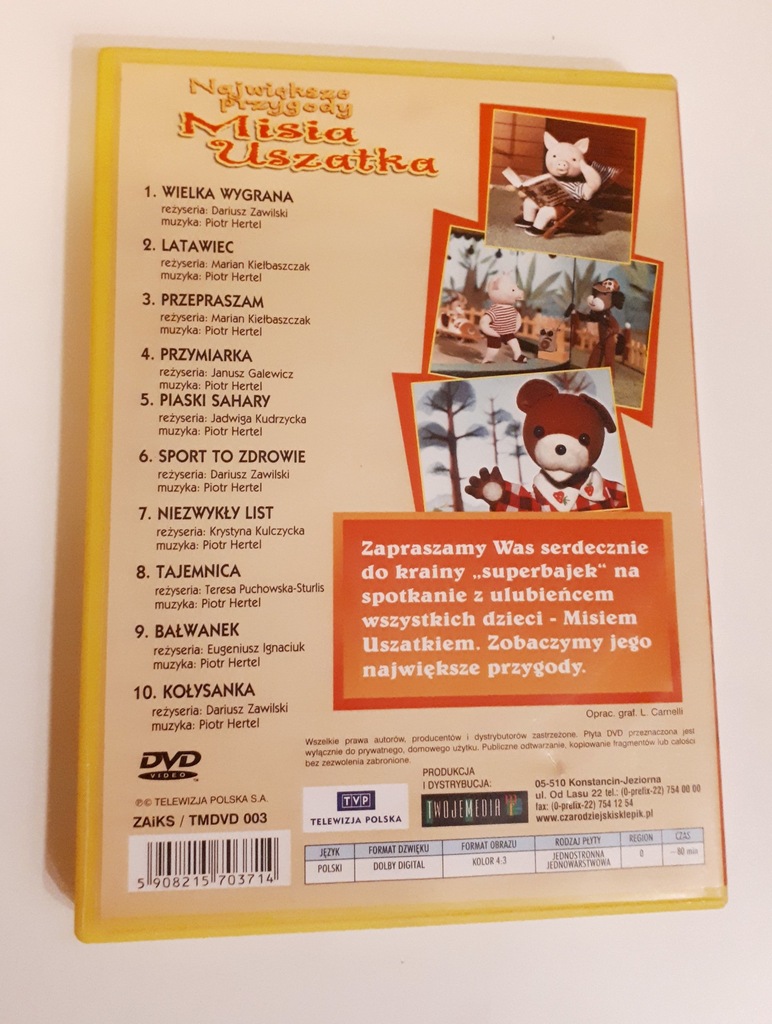 Największe
Przygody
Misia
Uszatka
1. WIELKA WYGRANA
reżyseria: Dariusz Zawilski
muzyka: Piotr Hertel
2. LATAWIEC
reżyseria: Marian Kiełbaszczak
muzyka: Piotr Hertel
3. PRZEPRASZAM
reżyseria: Marian Kiełbaszczak
muzyka: Piotr Hertel
4. PRZYMIARKA
reżyseria: Janusz Galewicz
muzyka: Piotr Hertel
5. PIASKI SAHARY
reżyseria: Jadwiga Kudrzycka
muzyka: Piotr Hertel
6. SPORT TO ZDROWIE
reżyseria: Dariusz Zawilski
muzyka: Piotr Hertel
7. NIEZWYKŁY LIST
reżyseria: Krystyna Kulczycka
muzyka: Piotr Hertel
8. TAJEMNICA
reżyseria: Teresa Puchowska-Sturlis
muzyka: Piotr Hertel
9. BAŁWANEK
reżyseria: Eugeniusz Ignaciuk
muzyka: Piotr Hertel
10. KOŁYSANKA
reżyseria: Dariusz Zawilski
muzyka: Piotr Hertel
Zapraszamy Was serdecznie
do krainy „superbajek" na
spotkanie z ulubieńcem
wszystkich dzieci - Misiem
Uszatkiem. Zobaczymy jego
największe przygody.
Oprac. graf. L. Camelli
Wszelkie prawa autorów, producentów i dystrybutorów zastrzeżone. Płyta DVD przeznaczona jest
wyłącznie do prywatnego, domowego użytku. Publiczne odtwarzanie, kopiowanie fragmentów lub całości
bez zezwolenia zabronione.
DVD
VIDEO
TM
℗© TELEWIZJA POLSKA S.A.
ZAiKS / TMDVD 003
5 908215 703714
TVP
TELEWIZJA POLSKA
PRODUKCJA
I DYSTRYBUCJA:
TWOJEMEDIA
05-510 Konstancin-Jeziorna
ul. Od Lasu 22 tel.: (0-prefix-22) 754 00 00
fax: (0-prefix-22) 754 12 54
www.czarodziejskisklepik.pl
JĘZYK FORMAT DŹWIĘKU FORMAT OBRAZU RODZAJ PŁYTY REGION CZAS
POLSKI DOLBY DIGITAL KOLOR 4:3 JEDNOSTRONNA 0 ~80 min
JEDNOWARSTWOWA